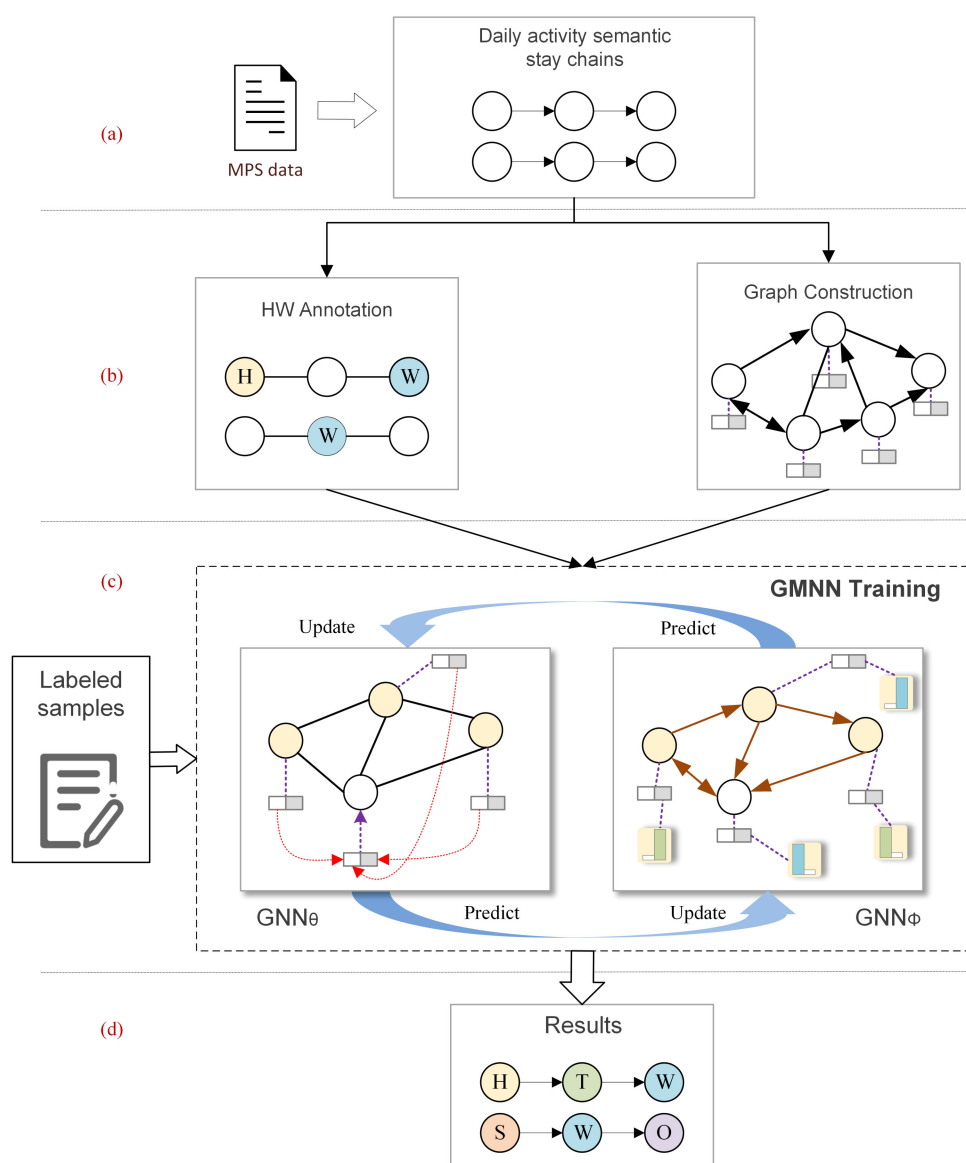 Daily activity semantic
stay chains
(a)
MPS data
HW Annotation
H
W
W
Graph Construction
(b)
(c)
GMNN Training
Update
Predict
Labeled
samples
GNNθ
Predict
Update
GNNΦ
(d)
Results
H
T
W
S
W
O